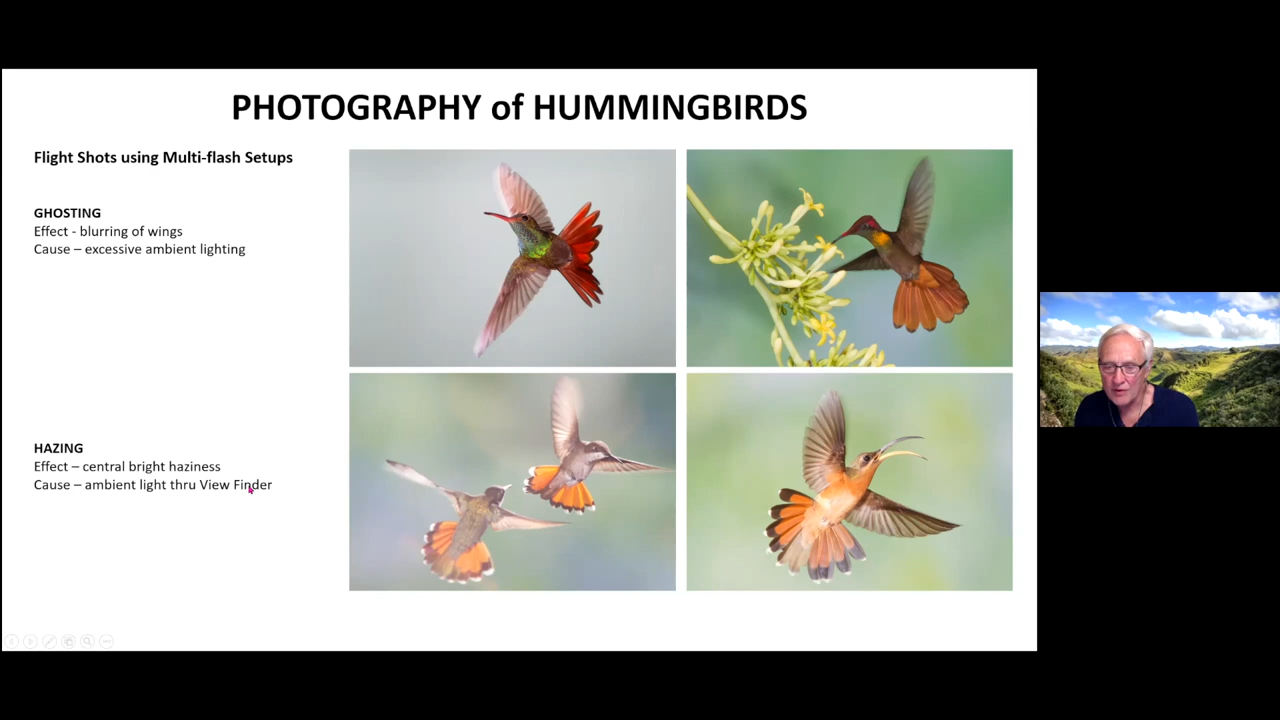 PHOTOGRAPHY of HUMMINGBIRDS
Flight Shots using Multi-flash Setups
GHOSTING
Effect - blurring of wings
Cause – excessive ambient lighting
HAZING
Effect – central bright haziness
Cause – ambient light thru View Finder